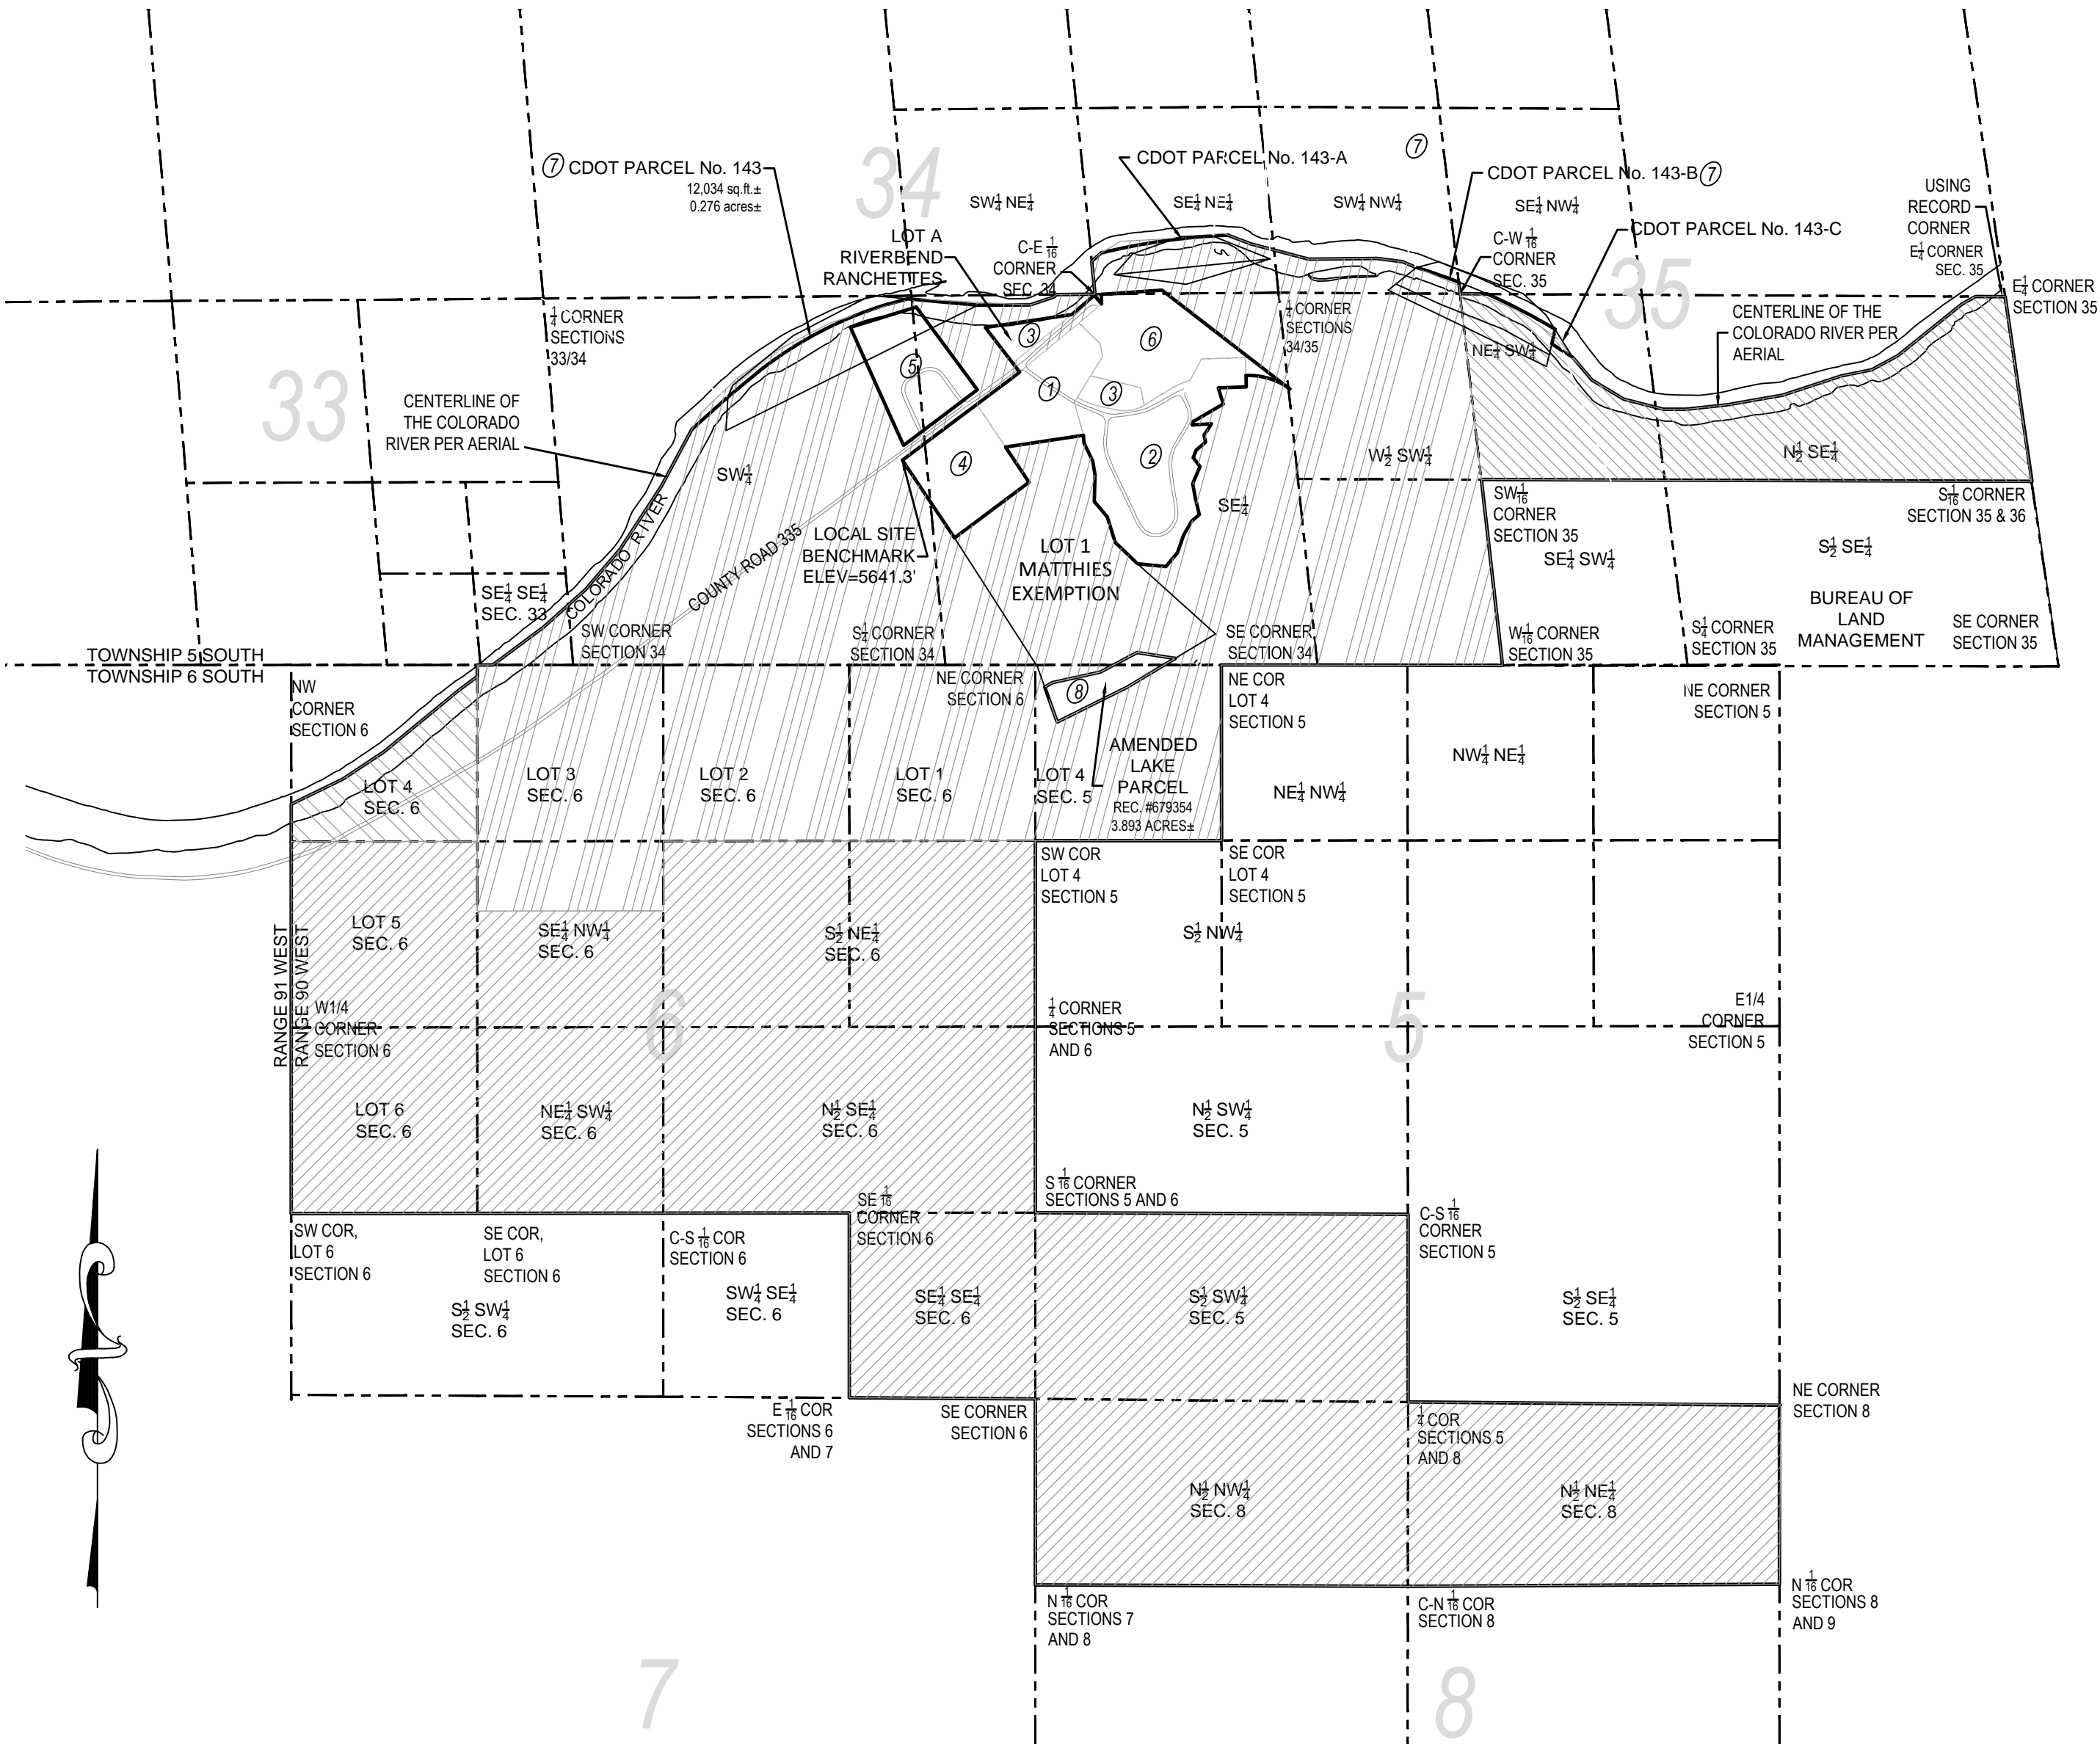 34
33
35
6
5
7
8
⑦ CDOT PARCEL No. 143
12,034 sq.ft.±
0.276 acres±
CDOT PARCEL No. 143-A
⑦
CDOT PARCEL No. 143-B ⑦
CDOT PARCEL No. 143-C
USING
RECORD
CORNER
E¼ CORNER
SEC. 35
SW¼ NE¼
SE¼ NE¼
SW¼ NW¼
SE¼ NW¼
LOT A
RIVERBEND
RANCHETTES
C-E 1/16
CORNER
SEC. 34
C-W 1/16
CORNER
SEC. 35
E¼ CORNER
SECTION 35
¼ CORNER
SECTIONS
33/34
¼ CORNER
SECTIONS
34/35
CENTERLINE OF THE
COLORADO RIVER PER
AERIAL
NE¼ SW¼
③
⑥
⑤
①
③
②
④
CENTERLINE OF
THE COLORADO
RIVER PER AERIAL
SW¼
W½ SW¼
N½ SE¼
SE¼
SW 1/16
CORNER
SECTION 35
S 1/16 CORNER
SECTION 35 & 36
SE¼ SW¼
S½ SE¼
LOCAL SITE
BENCHMARK
ELEV=5641.3'
LOT 1
MATTHIES
EXEMPTION
COUNTY ROAD 335
COLORADO RIVER
SE¼ SE¼
SEC. 33
BUREAU OF
LAND
MANAGEMENT
SE CORNER
SECTION 35
SW CORNER
SECTION 34
S¼ CORNER
SECTION 34
SE CORNER
SECTION 34
W 1/16 CORNER
SECTION 35
S¼ CORNER
SECTION 35
TOWNSHIP 5 SOUTH
TOWNSHIP 6 SOUTH
NW
CORNER
SECTION 6
NE CORNER
SECTION 6
⑧
NE COR
LOT 4
SECTION 5
NE CORNER
SECTION 5
AMENDED
LAKE
PARCEL
REC. #679354
3.893 ACRES±
NW¼ NE¼
NE¼ NW¼
LOT 4
SEC. 6
LOT 3
SEC. 6
LOT 2
SEC. 6
LOT 1
SEC. 6
LOT 4
SEC. 5
SW COR
LOT 4
SECTION 5
SE COR
LOT 4
SECTION 5
LOT 5
SEC. 6
SE¼ NW¼
SEC. 6
S½ NE¼
SEC. 6
S½ NW¼
RANGE 91 WEST
RANGE 90 WEST
W1/4
CORNER
SECTION 6
¼ CORNER
SECTIONS 5
AND 6
E1/4
CORNER
SECTION 5
LOT 6
SEC. 6
NE¼ SW¼
SEC. 6
N½ SE¼
SEC. 6
N½ SW¼
SEC. 5
SE 1/16
CORNER
SECTION 6
S 1/16 CORNER
SECTIONS 5 AND 6
C-S 1/16
CORNER
SECTION 5
SW COR,
LOT 6
SECTION 6
SE COR,
LOT 6
SECTION 6
C-S 1/16 COR
SECTION 6
S½ SW¼
SEC. 6
SW¼ SE¼
SEC. 6
SE¼ SE¼
SEC. 6
S½ SW¼
SEC. 5
S½ SE¼
SEC. 5
E 1/16 COR
SECTIONS 6
AND 7
SE CORNER
SECTION 6
¼ COR
SECTIONS 5
AND 8
NE CORNER
SECTION 8
N½ NW¼
SEC. 8
N½ NE¼
SEC. 8
N 1/16 COR
SECTIONS 7
AND 8
C-N 1/16 COR
SECTION 8
N 1/16 COR
SECTIONS 8
AND 9